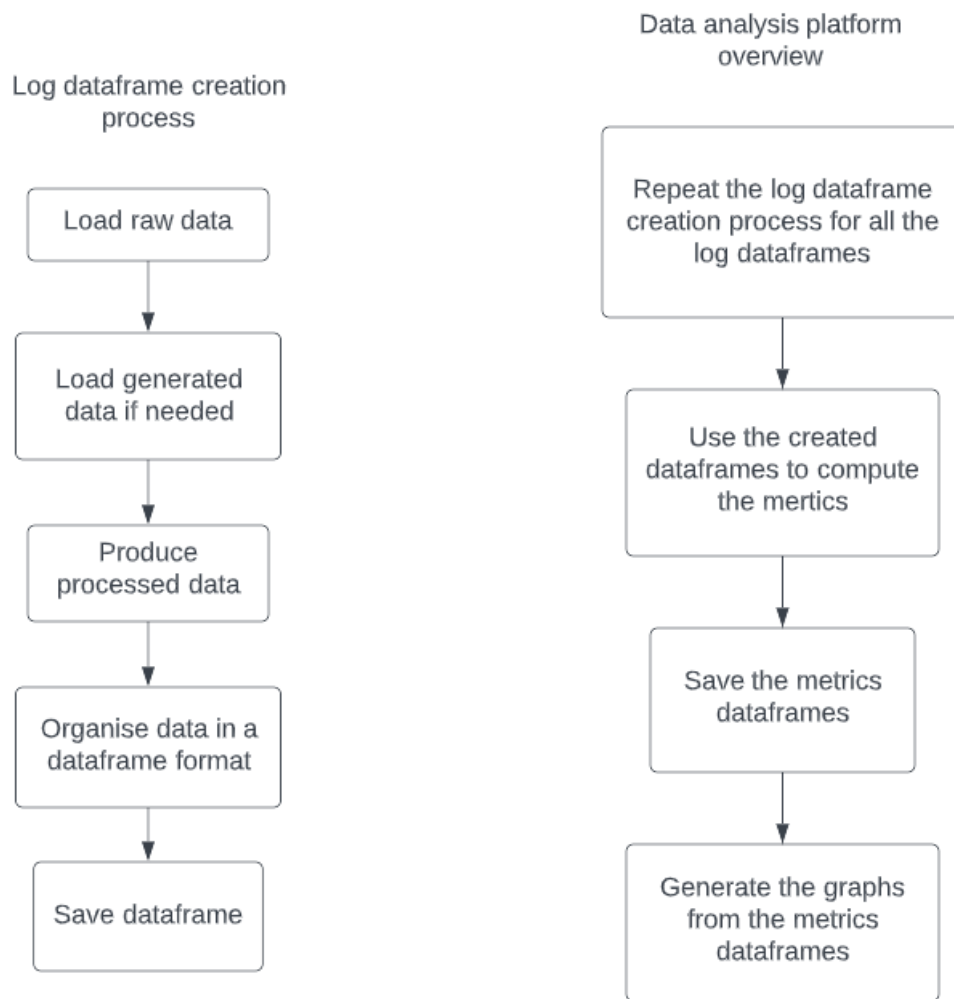 Log dataframe creation
process
Load raw data
Load generated
data if needed
Produce
processed data
Organise data in a
dataframe format
Save dataframe
Data analysis platform
overview
Repeat the log dataframe
creation process for all the
log dataframes
Use the created
dataframes to compute
the mertics
Save the metrics
dataframes
Generate the graphs
from the metrics
dataframes